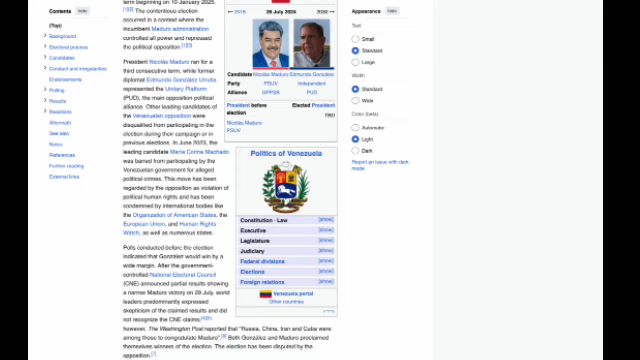 Contents hide
(Top)
Background
Electoral process
Candidates
Conduct and irregularities
Endorsements
Polling
Results
Reactions
Aftermath
See also
Notes
References
Further reading
External links
term beginning on 10 January 2025.
[1][2] The contentious election
occurred in a context where the
incumbent Maduro administration
controlled all power and repressed
the political opposition.
President Nicolás Maduro ran for a
third consecutive term, while former
diplomat Edmundo González Urrutia
represented the Unitary Platform
(PUD), the main opposition political
alliance. Other leading candidates of
the Venezuelan opposition were
disqualified from participating in the
election during their campaign or in
previous elections. In June 2023, the
leading candidate María Corina Machado
was barred from participating by the
Venezuelan government for alleged
political crimes. This move has been
regarded by the opposition as violation of
political human rights and has been
condemned by international bodies like
the Organization of American States, the
European Union, and Human Rights
Watch, as well as numerous states.
Polls conducted before the election
indicated that González would win by a
wide margin. After the government-
controlled National Electoral Council
(CNE) announced partial results showing
a narrow Maduro victory on 29 July, world
leaders predominantly expressed
skepticism of the claimed results and did
not recognize the CNE claims;
however, The Washington Post reported that "Russia, China, Iran and Cuba were
among those to congratulate Maduro". Both González and Maduro proclaimed
themselves winners of the election. The election has been disputed by the
opposition.
28 July 2024
Candidate Nicolás Maduro Edmundo González
Party PSUV Independent
Alliance GPPSB PUD
President before election Elected President
Nicolás Maduro
PSUV
TBD
Politics of Venezuela
Constitution · Law [show]
Executive [show]
Legislature [show]
Judiciary [show]
Federal divisions [show]
Elections [show]
Foreign relations [show]
Venezuela portal
Other countries
Appearance hide
Text
Small
Standard
Large
Width
Standard
Wide
Color (beta)
Automatic
Light
Dark
Report an issue with dark
mode